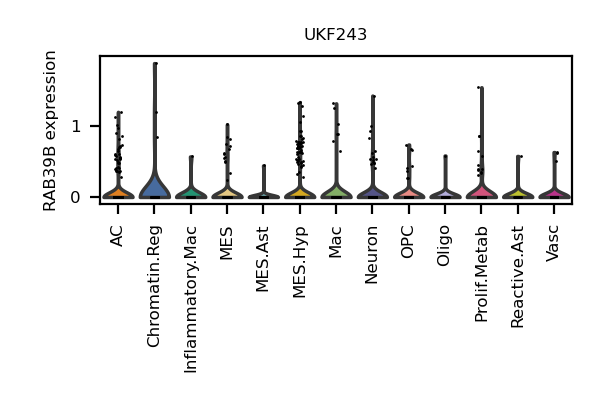 UKF243
RAB39B expression
1
0
AC
Chromatin.Reg
Inflammatory.Mac
MES
MES.Ast
MES.Hyp
Mac
Neuron
OPC
Oligo
Prolif.Metab
Reactive.Ast
Vasc